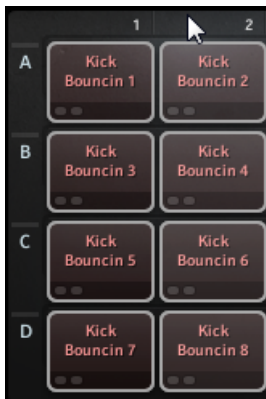 1 2
A
Kick
Bouncin 1
Kick
Bouncin 2
B
Kick
Bouncin 3
Kick
Bouncin 4
C
Kick
Bouncin 5
Kick
Bouncin 6
D
Kick
Bouncin 7
Kick
Bouncin 8